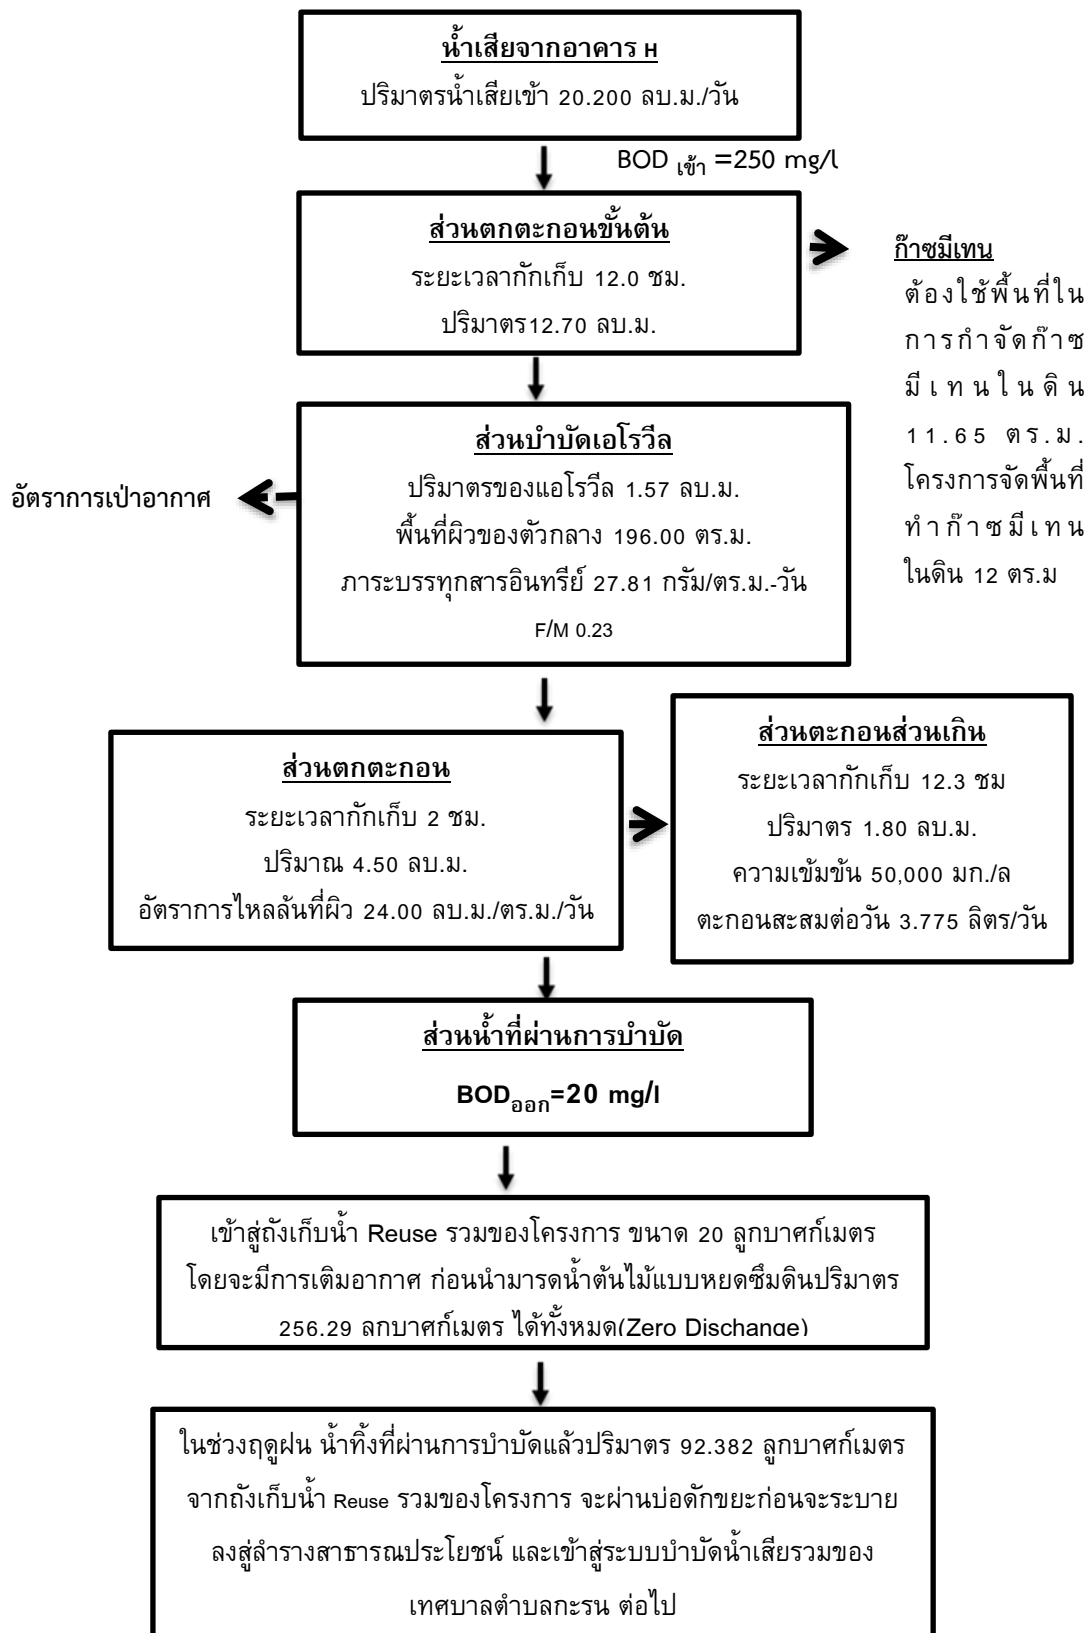 น้ำเสียจากอาคาร H
ปริมาตรน้ำเสียเข้า 20.200 ลบ.ม./วัน
BOD เข้า =250 mg/l
ส่วนตกตะกอนขั้นต้น
ระยะเวลากักเก็บ 12.0 ชม.
ปริมาตร12.70 ลบ.ม.
ก๊าซมีเทน
ต้องใช้พื้นที่ใน
การกำจัดก๊าซ
มีเทนในดิน
11.65 ตร.ม.
โครงการจัดพื้นที่
ทำก๊าซมีเทน
ในดิน 12 ตร.ม
ส่วนบำบัดเอโรวีล
ปริมาตรของแอโรวีล 1.57 ลบ.ม.
พื้นที่ผิวของตัวกลาง 196.00 ตร.ม.
ภาระบรรทุกสารอินทรีย์ 27.81 กรัม/ตร.ม.-วัน
F/M 0.23
อัตราการเป่าอากาศ
ส่วนตกตะกอน
ระยะเวลากักเก็บ 2 ชม.
ปริมาณ 4.50 ลบ.ม.
อัตราการไหลล้นที่ผิว 24.00 ลบ.ม./ตร.ม./วัน
ส่วนตะกอนส่วนเกิน
ระยะเวลากักเก็บ 12.3 ชม
ปริมาตร 1.80 ลบ.ม.
ความเข้มข้น 50,000 มก./ล
ตะกอนสะสมต่อวัน 3.775 ลิตร/วัน
ส่วนน้ำที่ผ่านการบำบัด
BODออก=20 mg/l
เข้าสู่ถังเก็บน้ำ Reuse รวมของโครงการ ขนาด 20 ลูกบาศก์เมตร
โดยจะมีการเติมอากาศ ก่อนนำมารดน้ำต้นไม้แบบหยดซึมดินปริมาตร
256.29 ลูกบาศก์เมตร ได้ทั้งหมด(Zero Dischange)
ในช่วงฤดูฝน น้ำทิ้งที่ผ่านการบำบัดแล้วปริมาตร 92.382 ลูกบาศก์เมตร
จากถังเก็บน้ำ Reuse รวมของโครงการ จะผ่านบ่อดักขยะก่อนจะระบาย
ลงสู่ลำรางสาธารณประโยชน์ และเข้าสู่ระบบบำบัดน้ำเสียรวมของ
เทศบาลตำบลกะรน ต่อไป